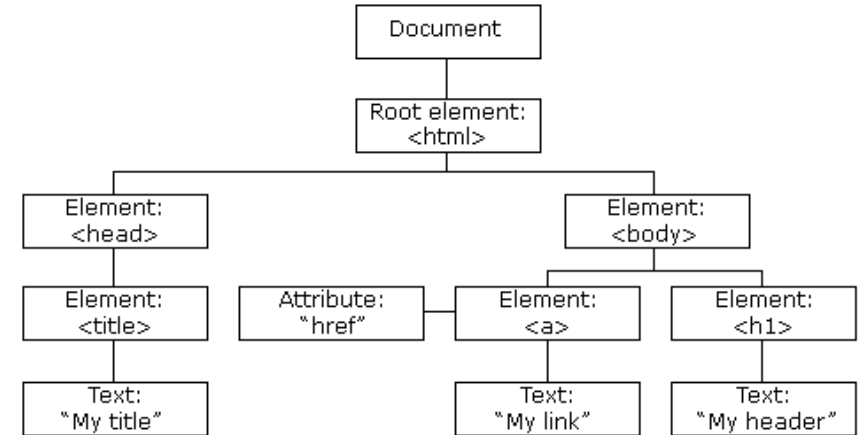 Document
Root element:
<html>
Element:
<head>
Element:
<body>
Element:
<title>
Attribute:
“href”
Element:
<a>
Element:
<h1>
Text:
“My title”
Text:
“My link”
Text:
“My header”